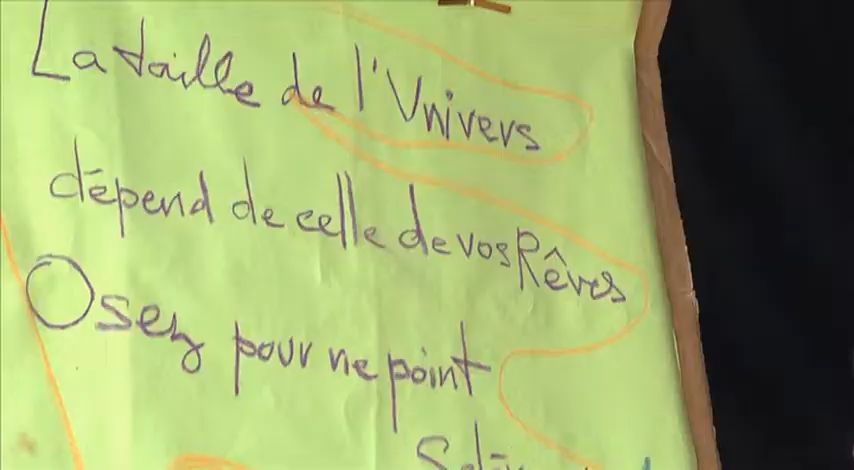 La taille de l'Univers
dépend de celle de vos Rêves
Osez pour ne point